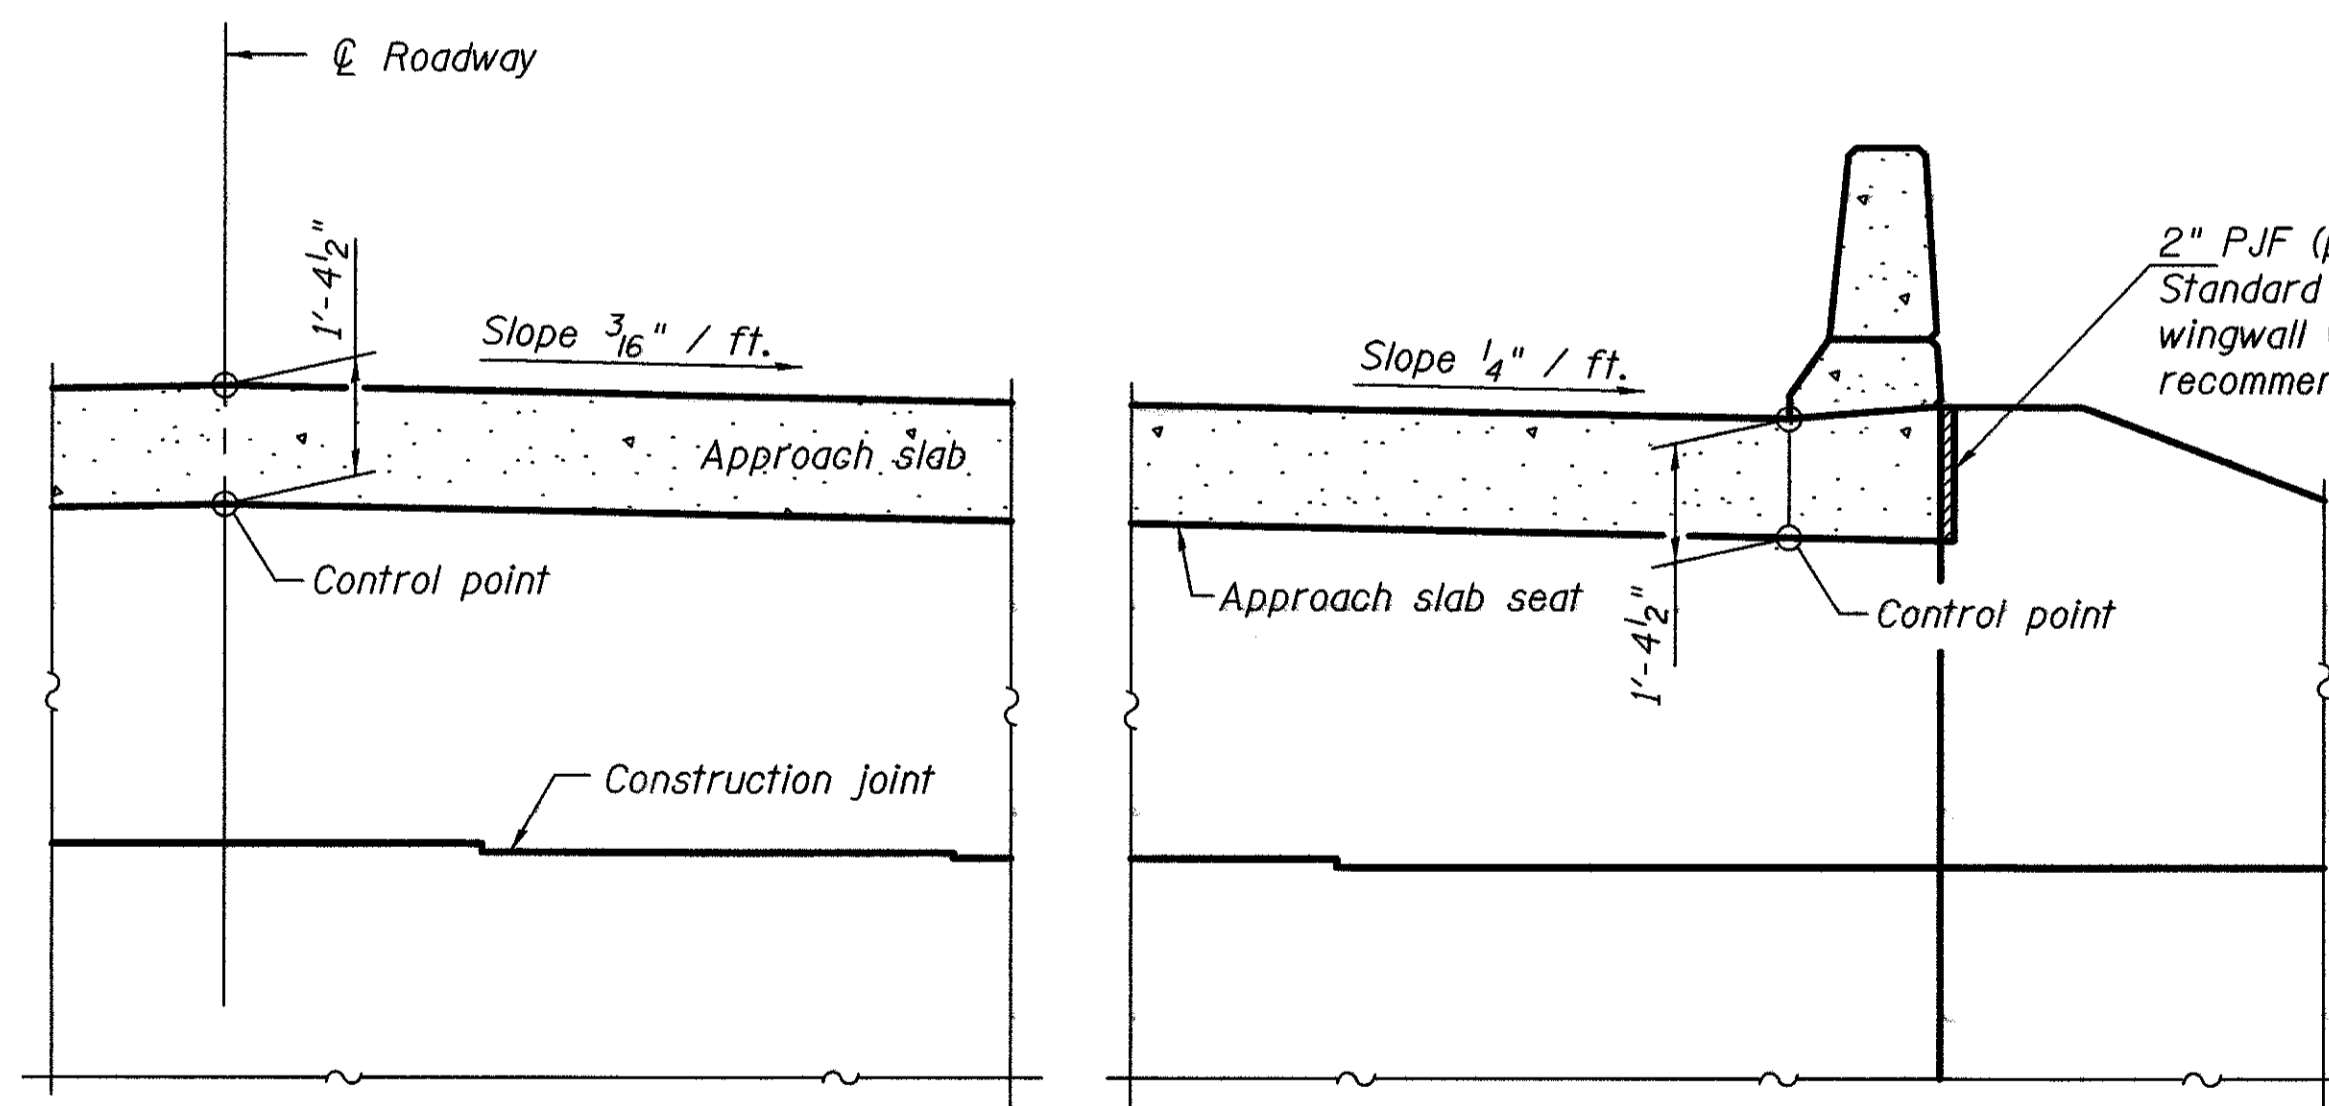 ℄ Roadway
1'-4½"
Slope 3/16" / ft.
Approach slab
Control point
Construction joint
Slope 1/4" / ft.
2" PJF
Standard
wingwall
Approach slab seat
1'-4½"
Control point